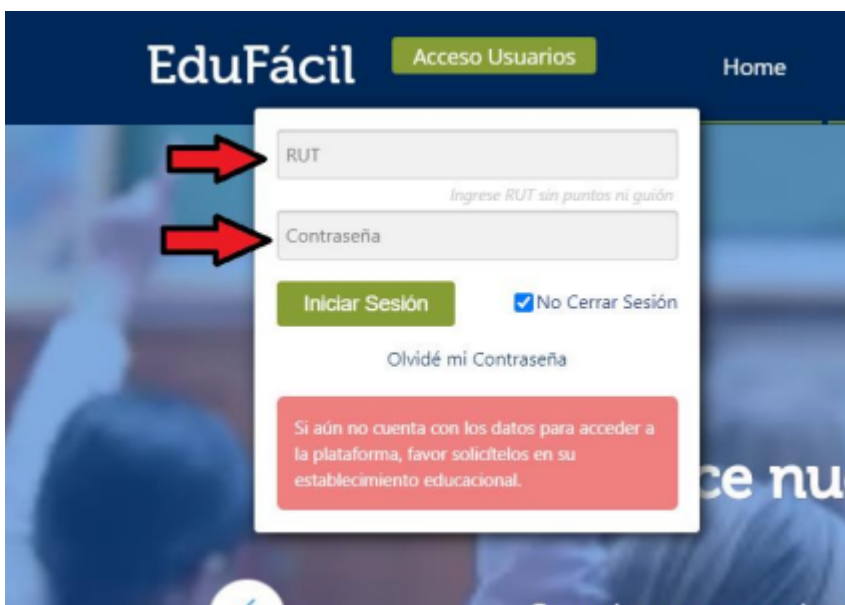 EduFácil
Acceso Usuarios
Home
RUT
Ingrese RUT sin puntos ni guión
Contraseña
Iniciar Sesión
No Cerrar Sesión
Olvidé mi Contraseña
Si aún no cuenta con los datos para acceder a
la plataforma, favor solicítelos en su
establecimiento educacional.
ce nu